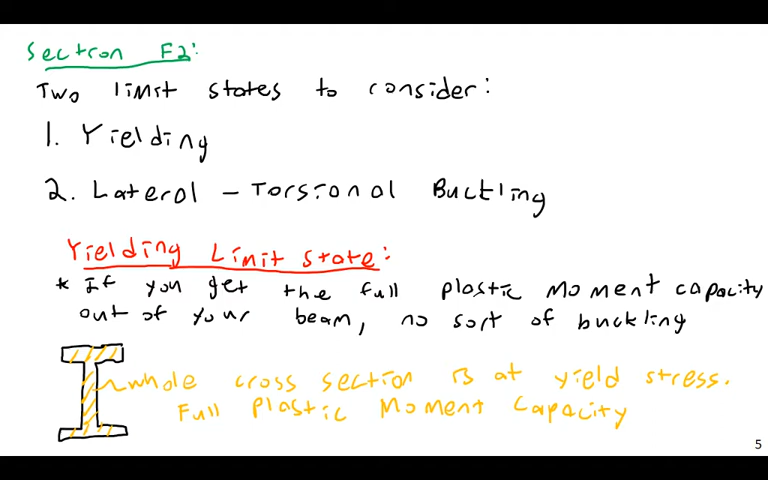 Section F2:
Two limit states to consider:
1. Yielding
2. Lateral - Torsional Buckling
Yielding Limit state:
* If you get the full plastic moment capacity
out of your beam, no sort of buckling
whole cross section is at yield stress.
Full Plastic Moment Capacity
5